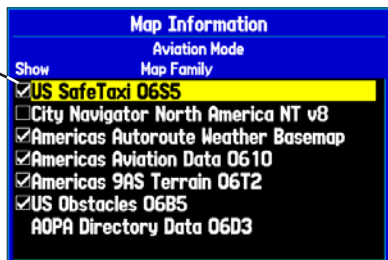 Map Information
Aviation Mode
Show Map Family
US SafeTaxi 06S5
City Navigator North America NT v8
Americas Autoroute Weather Basemap
Americas Aviation Data 0610
Americas 9AS Terrain 06T2
US Obstacles 06B5
AOPA Directory Data 06D3